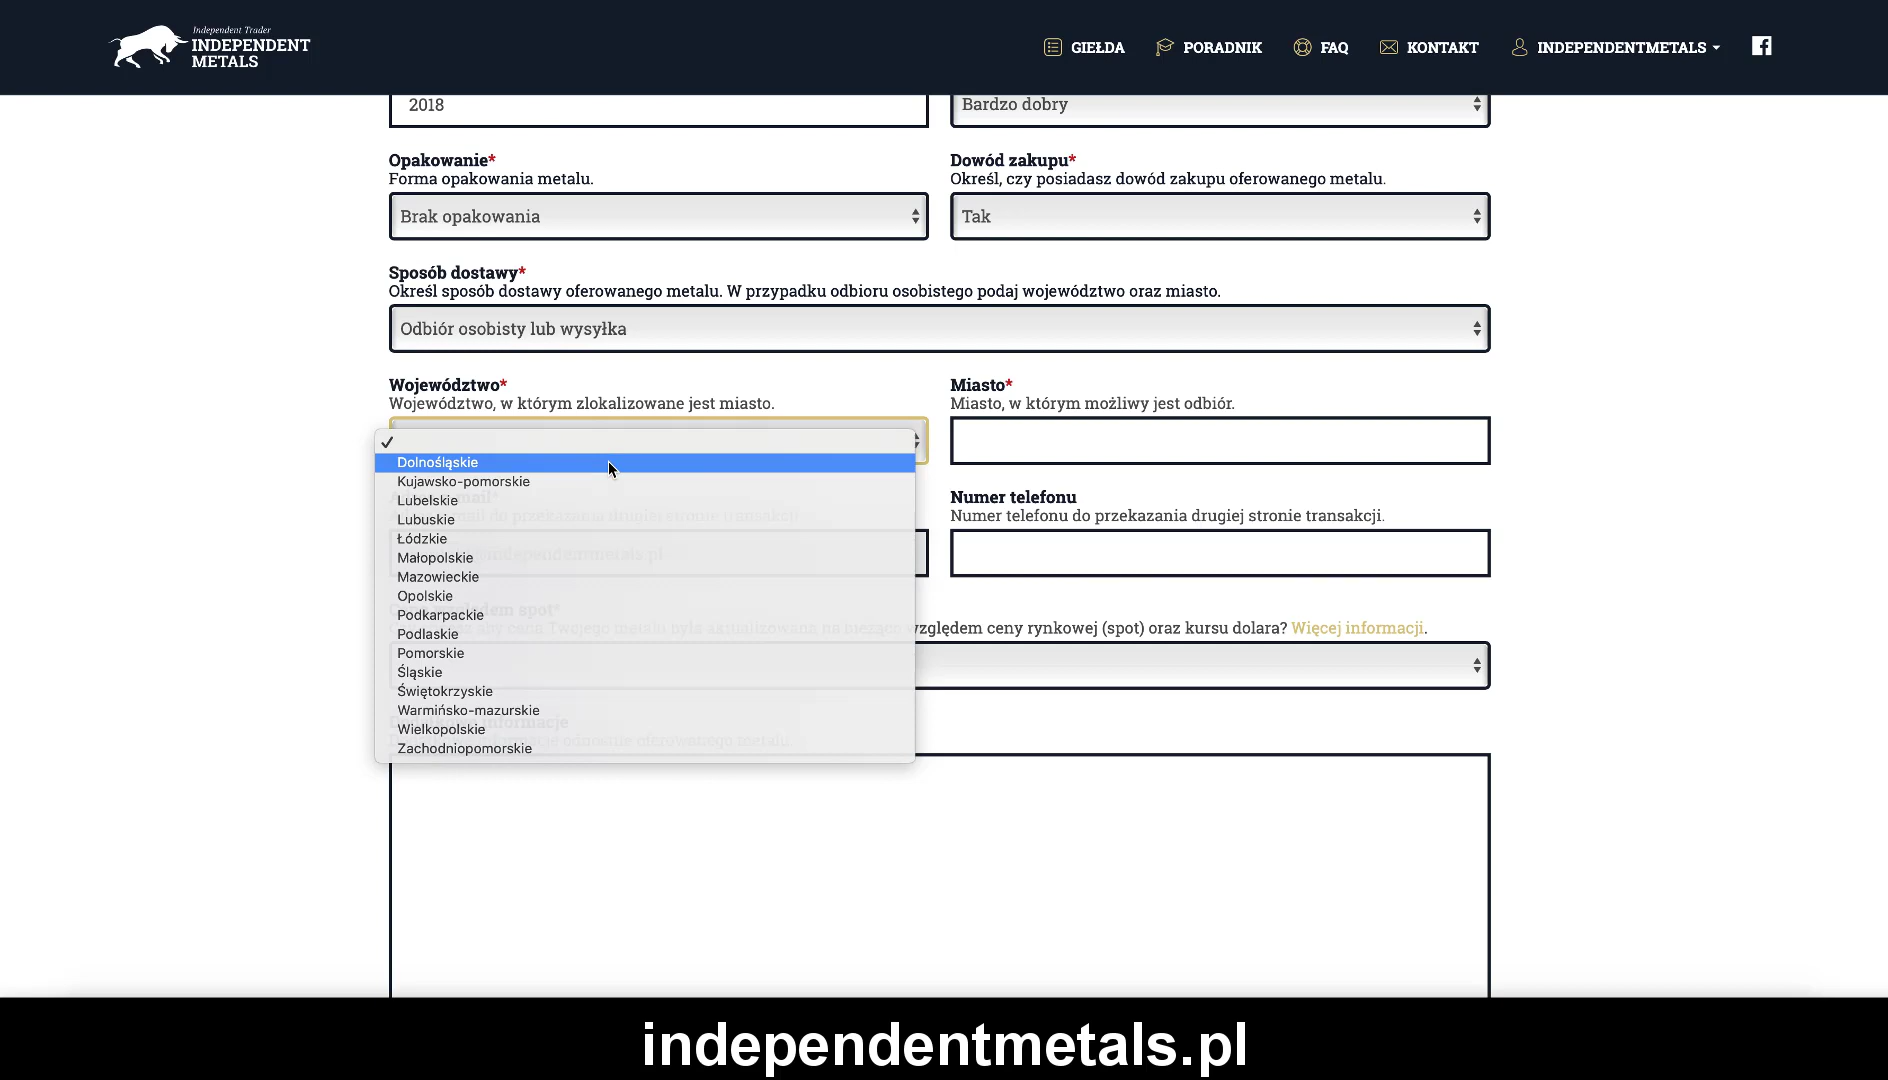 Independent Trader
INDEPENDENT
METALS
GIEŁDA
PORADNIK
FAQ
KONTAKT
INDEPENDENTMETALS
2018
Bardzo dobry
Opakowanie*
Forma opakowania metalu.
Brak opakowania
Dowód zakupu*
Określ, czy posiadasz dowód zakupu oferowanego metalu.
Tak
Sposób dostawy*
Określ sposób dostawy oferowanego metalu. W przypadku odbioru osobistego podaj województwo oraz miasto.
Odbiór osobisty lub wysyłka
Województwo*
Województwo, w którym zlokalizowane jest miasto.
Miasto*
Miasto, w którym możliwy jest odbiór.
Dolnośląskie
Kujawsko-pomorskie
Lubelskie
Lubuskie
Łódzkie
Małopolskie
Mazowieckie
Opolskie
Podkarpackie
Podlaskie
Pomorskie
Śląskie
Świętokrzyskie
Warmińsko-mazurskie
Wielkopolskie
Zachodniopomorskie
Numer telefonu
Numer telefonu do przekazania drugiej stronie transakcji.
względem ceny rynkowej (spot) oraz kursu dolara? Więcej informacji.
independentmetals.pl